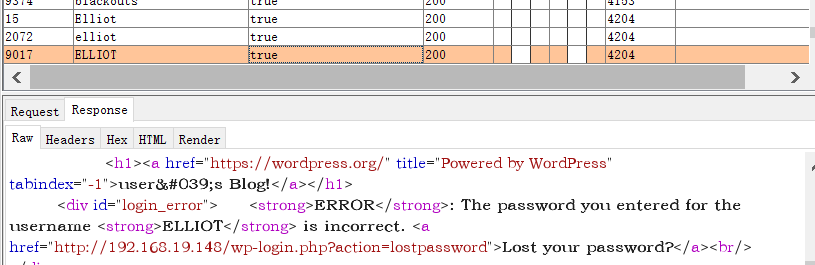 9374 blackouts true 200 4153
15 Elliot true 200 4204
2072 elliot true 200 4204
9017 ELLIOT true 200 4204
Request Response
Raw Headers Hex HTML Render
<h1><a href="https://wordpress.org/" title="Powered by WordPress"
tabindex="-1">user&#039;s Blog!</a></h1>
<div id="login_error"> <strong>ERROR</strong>: The password you entered for the
username <strong>ELLIOT</strong> is incorrect. <a
href="http://192.168.19.148/wp-login.php?action=lostpassword">Lost your password?</a><br/>